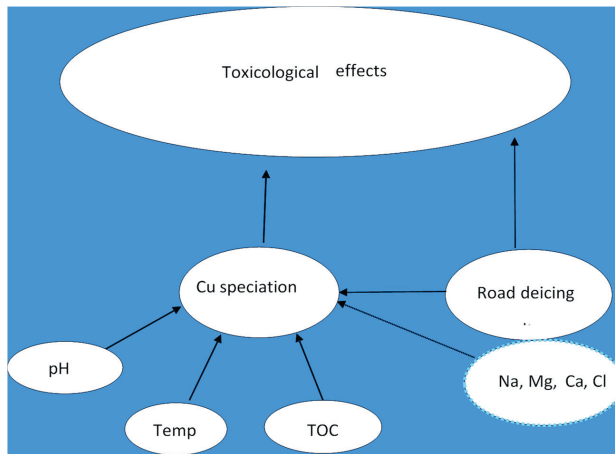 Toxicological effects
Cu speciation
Road deicing
pH
Na, Mg, Ca, Cl
Temp
TOC